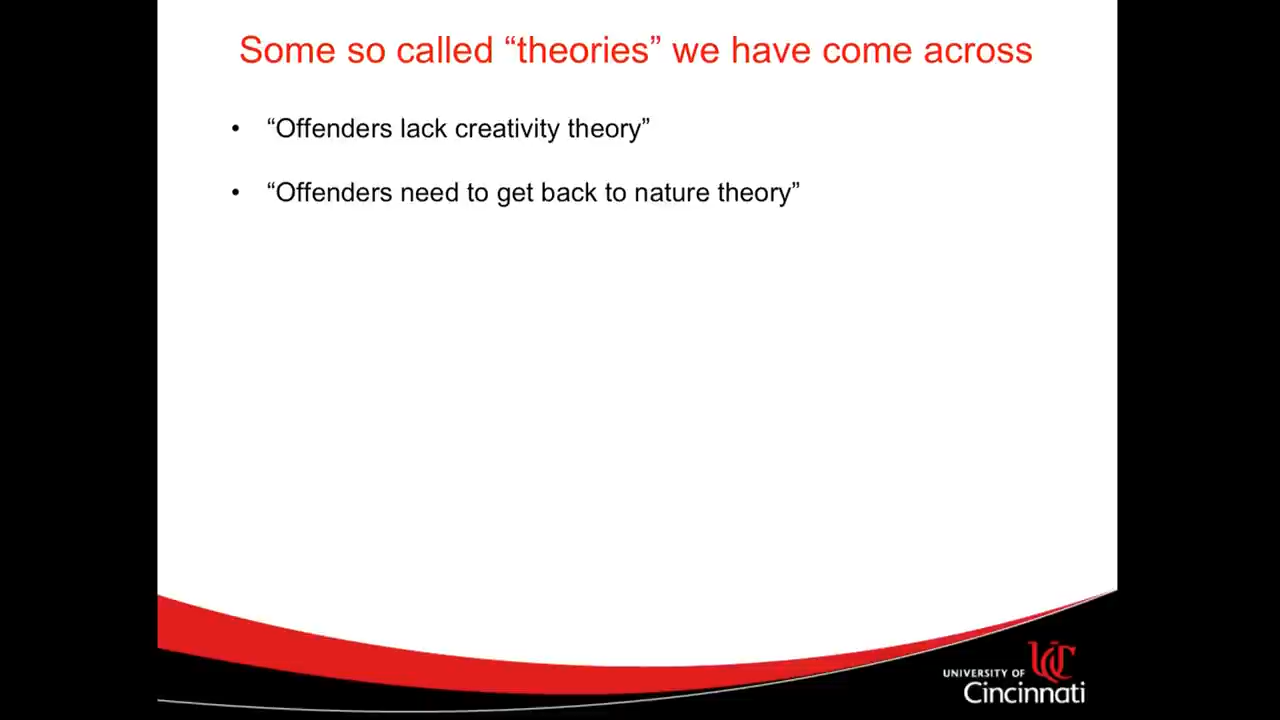 Some so called “theories” we have come across
• “Offenders lack creativity theory”
• “Offenders need to get back to nature theory”
UNIVERSITY OF
Cincinnati